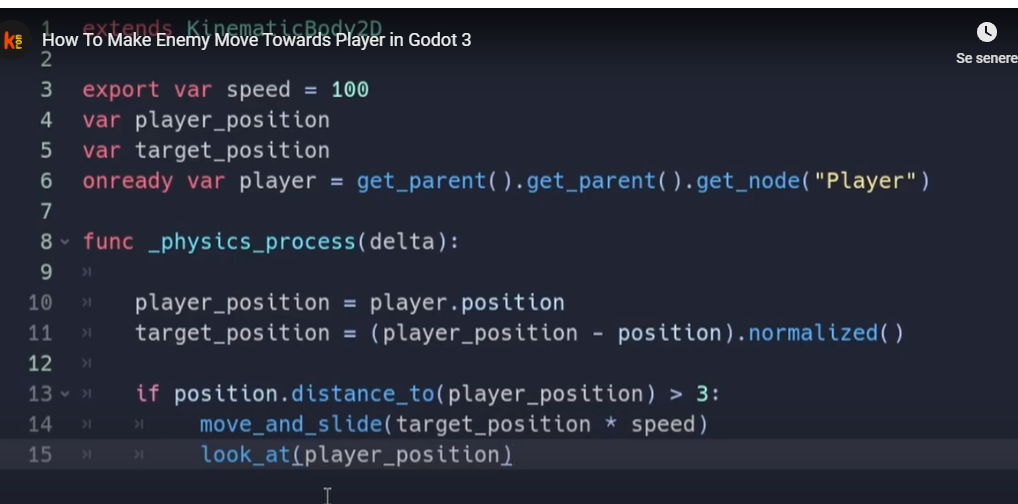 1 extends KinematicBody2D
How To Make Enemy Move Towards Player in Godot 3
Se senere
2
3 export var speed = 100
4 var player_position
5 var target_position
6 onready var player = get_parent().get_parent().get_node("Player")
7
8 func _physics_process(delta):
9
10 player_position = player.position
11 target_position = (player_position - position).normalized()
12
13 if position.distance_to(player_position) > 3:
14 move_and_slide(target_position * speed)
15 look_at(player_position)